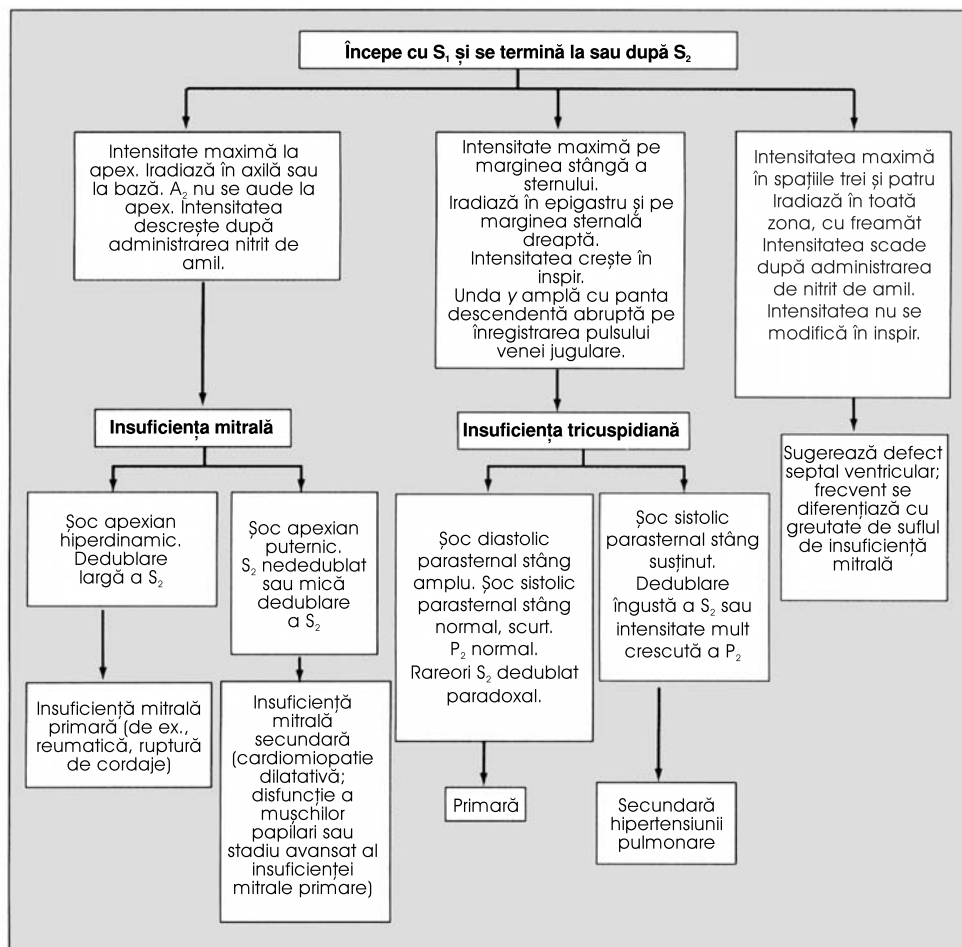 Începe cu S₁ și se termină la sau după S₂
Intensitate maximă la
apex. Iradiază în axilă sau
la bază. A₂ nu se aude la
apex. Intensitatea
descrește după
administrarea nitrit de
amil.
Intensitate maximă pe
marginea stângă a
sternului.
Iradiază în epigastru și pe
marginea sternală
dreaptă.
Intensitatea crește în
inspir.
Unda y amplă cu panta
descendentă abruptă pe
înregistrarea pulsului
venei jugulare.
Intensitatea maximă
în spațiile trei și patru
Iradiază în toată
zona, cu freamăt
Intensitatea scade
după administrarea
de nitrit de amil.
Intensitatea nu se
modifică în inspir.
Insuficiența mitrală
Insuficiența tricuspidiană
Sugerează defect
septal ventricular;
frecvent se
diferențiază cu
greutate de suflul
de insuficiență
mitrală
Șoc apexian
hiperdinamic.
Dedublare
largă a S₂
Șoc apexian
puternic.
S₂ nededublat
sau mică
dedublare
a S₂
Șoc diastolic
parasternal stâng
amplu. Șoc sistolic
parasternal stâng
normal, scurt.
P₂ normal.
Rareori S₂ dedublat
paradoxal.
Șoc sistolic
parasternal stâng
susținut.
Dedublare
îngustă a S₂ sau
intensitate mult
crescută a P₂
Insuficiență mitrală
primară (de ex.,
reumatică, ruptură
de cordaje)
Insuficiență
mitrală
secundară
(cardiomiopatie
dilatativă;
disfuncție a
mușchilor
papilari sau
stadiu avansat al
insuficienței
mitrale primare)
Primară
Secundară
hipertensiunii
pulmonare